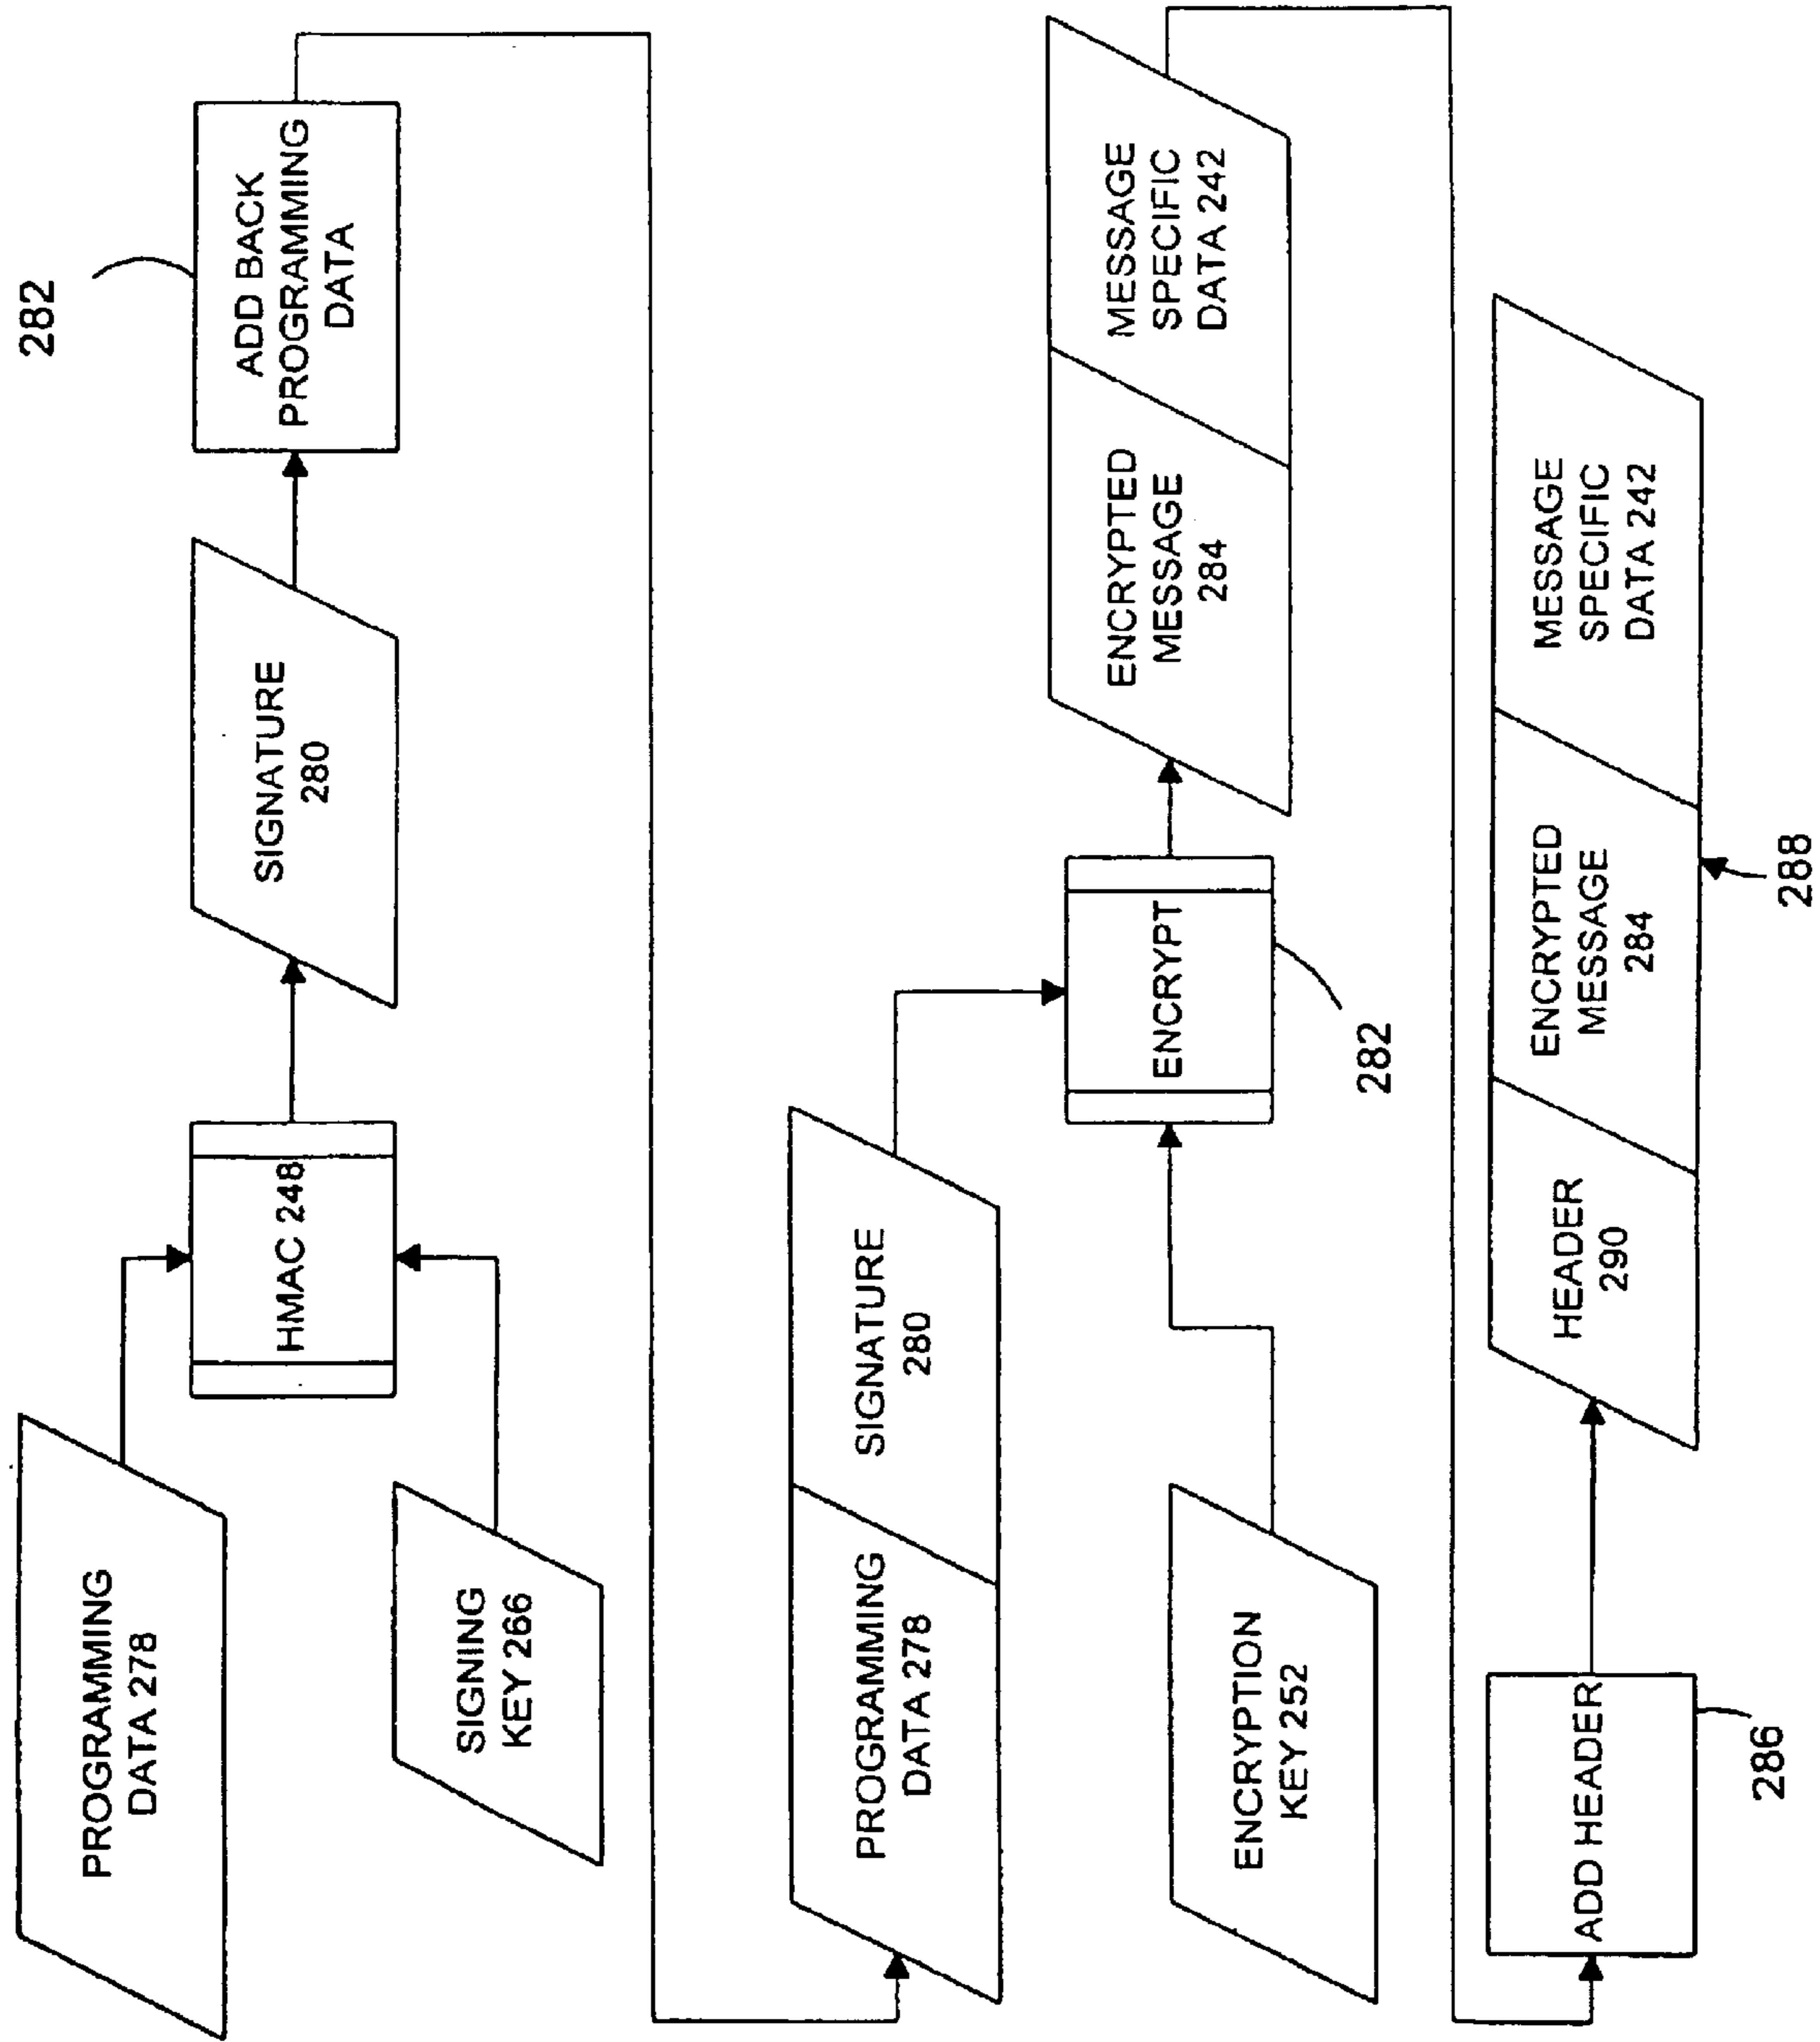 PROGRAMMING
DATA 278
SIGNING
KEY 266
HMAC 248
SIGNATURE
280
282
ADD BACK
PROGRAMMING
DATA
PROGRAMMING
DATA 278
SIGNATURE
280
ENCRYPTION
KEY 252
ENCRYPT
282
ENCRYPTED
MESSAGE
284
MESSAGE
SPECIFIC
DATA 242
ADD HEADER
286
HEADER
290
ENCRYPTED
MESSAGE
284
MESSAGE
SPECIFIC
DATA 242
288